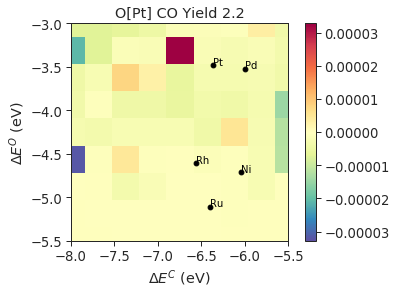 O[Pt] CO Yield 2.2
−3.0
−3.5
−4.0
−4.5
−5.0
−5.5
ΔE^O (eV)
Pt
Pd
Rh
Ni
Ru
−8.0 −7.5 −7.0 −6.5 −6.0 −5.5
ΔE^C (eV)
0.00003
0.00002
0.00001
0.00000
−0.00001
−0.00002
−0.00003